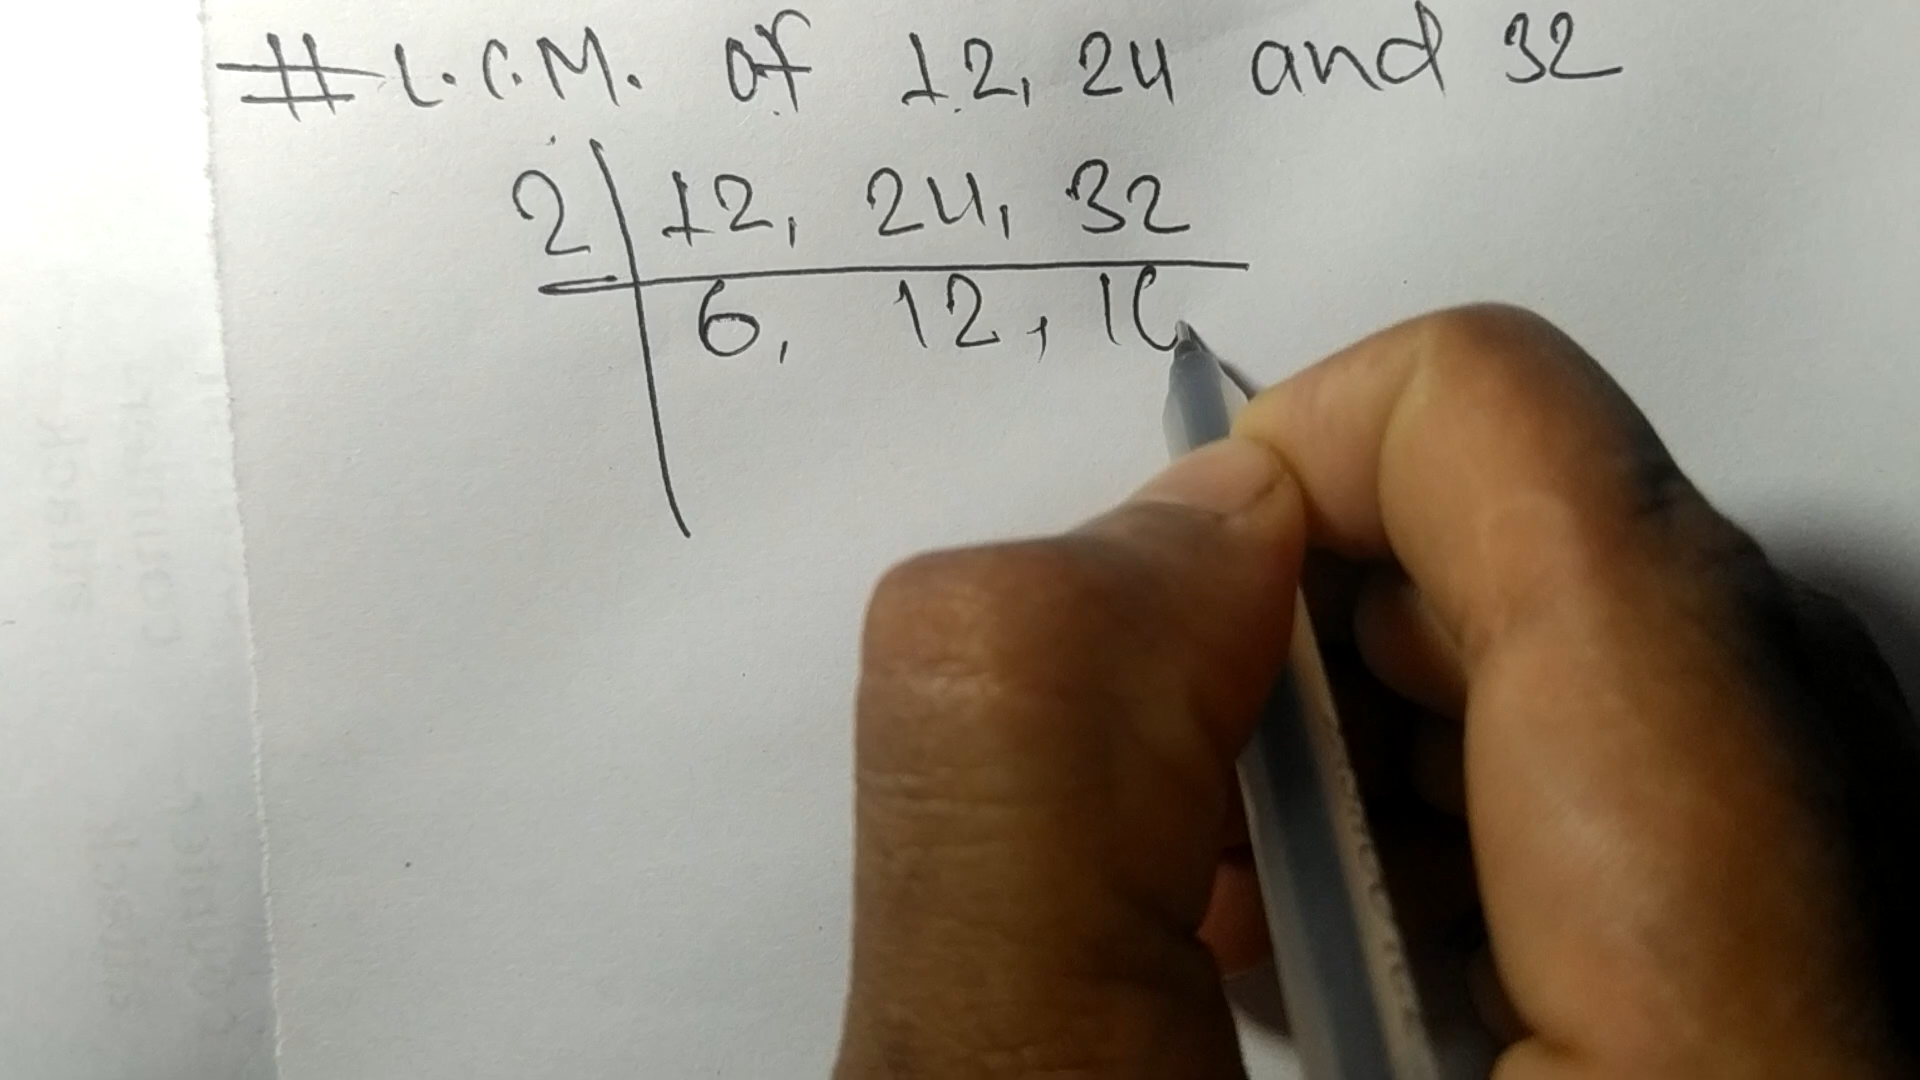 # L.C.M. of 12, 24 and 32
2 | 12, 24, 32
6, 12, 16